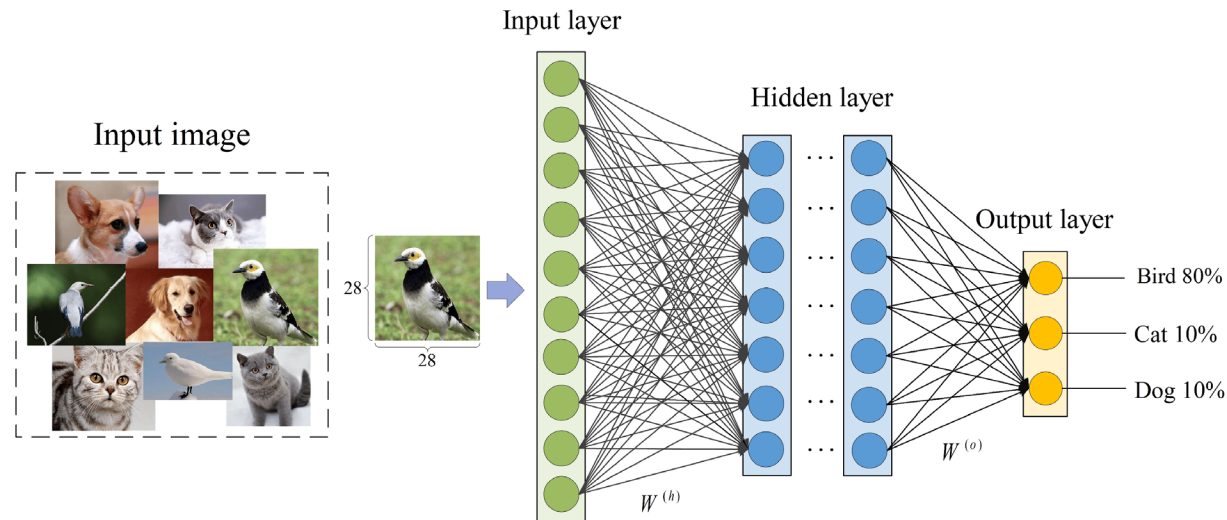 Input image
28
28
Input layer
W(h)
Hidden layer
...
...
W(o)
Output layer
Bird 80%
Cat 10%
Dog 10%